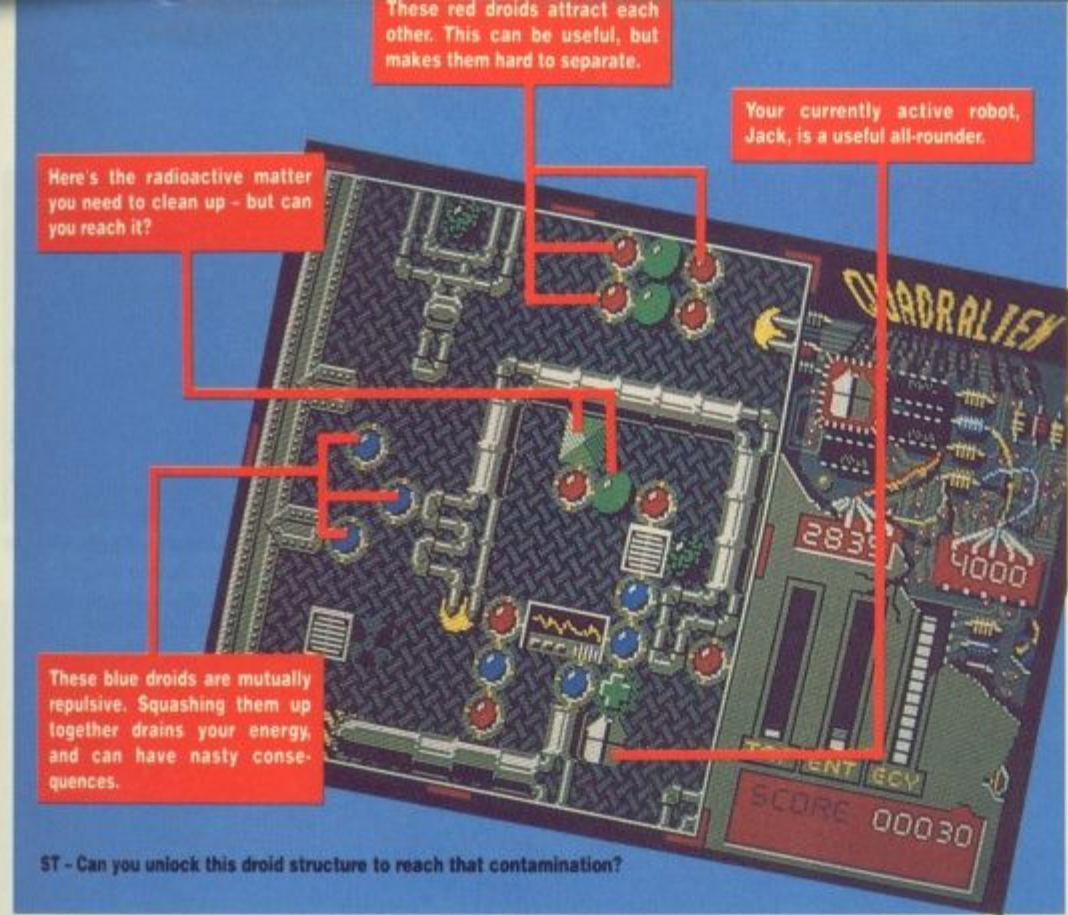 These red droids attract each
other. This can be useful, but
makes them hard to separate.
Your currently active robot,
Jack, is a useful all-rounder.
Here's the radioactive matter
you need to clean up - but can
you reach it?
QUADRALIEN
4000
ENT
SCORE 00030
These blue droids are mutually
repulsive. Squashing them up
together drains your energy,
and can have nasty conse-
quences.
ST - Can you unlock this droid structure to reach that contamination?